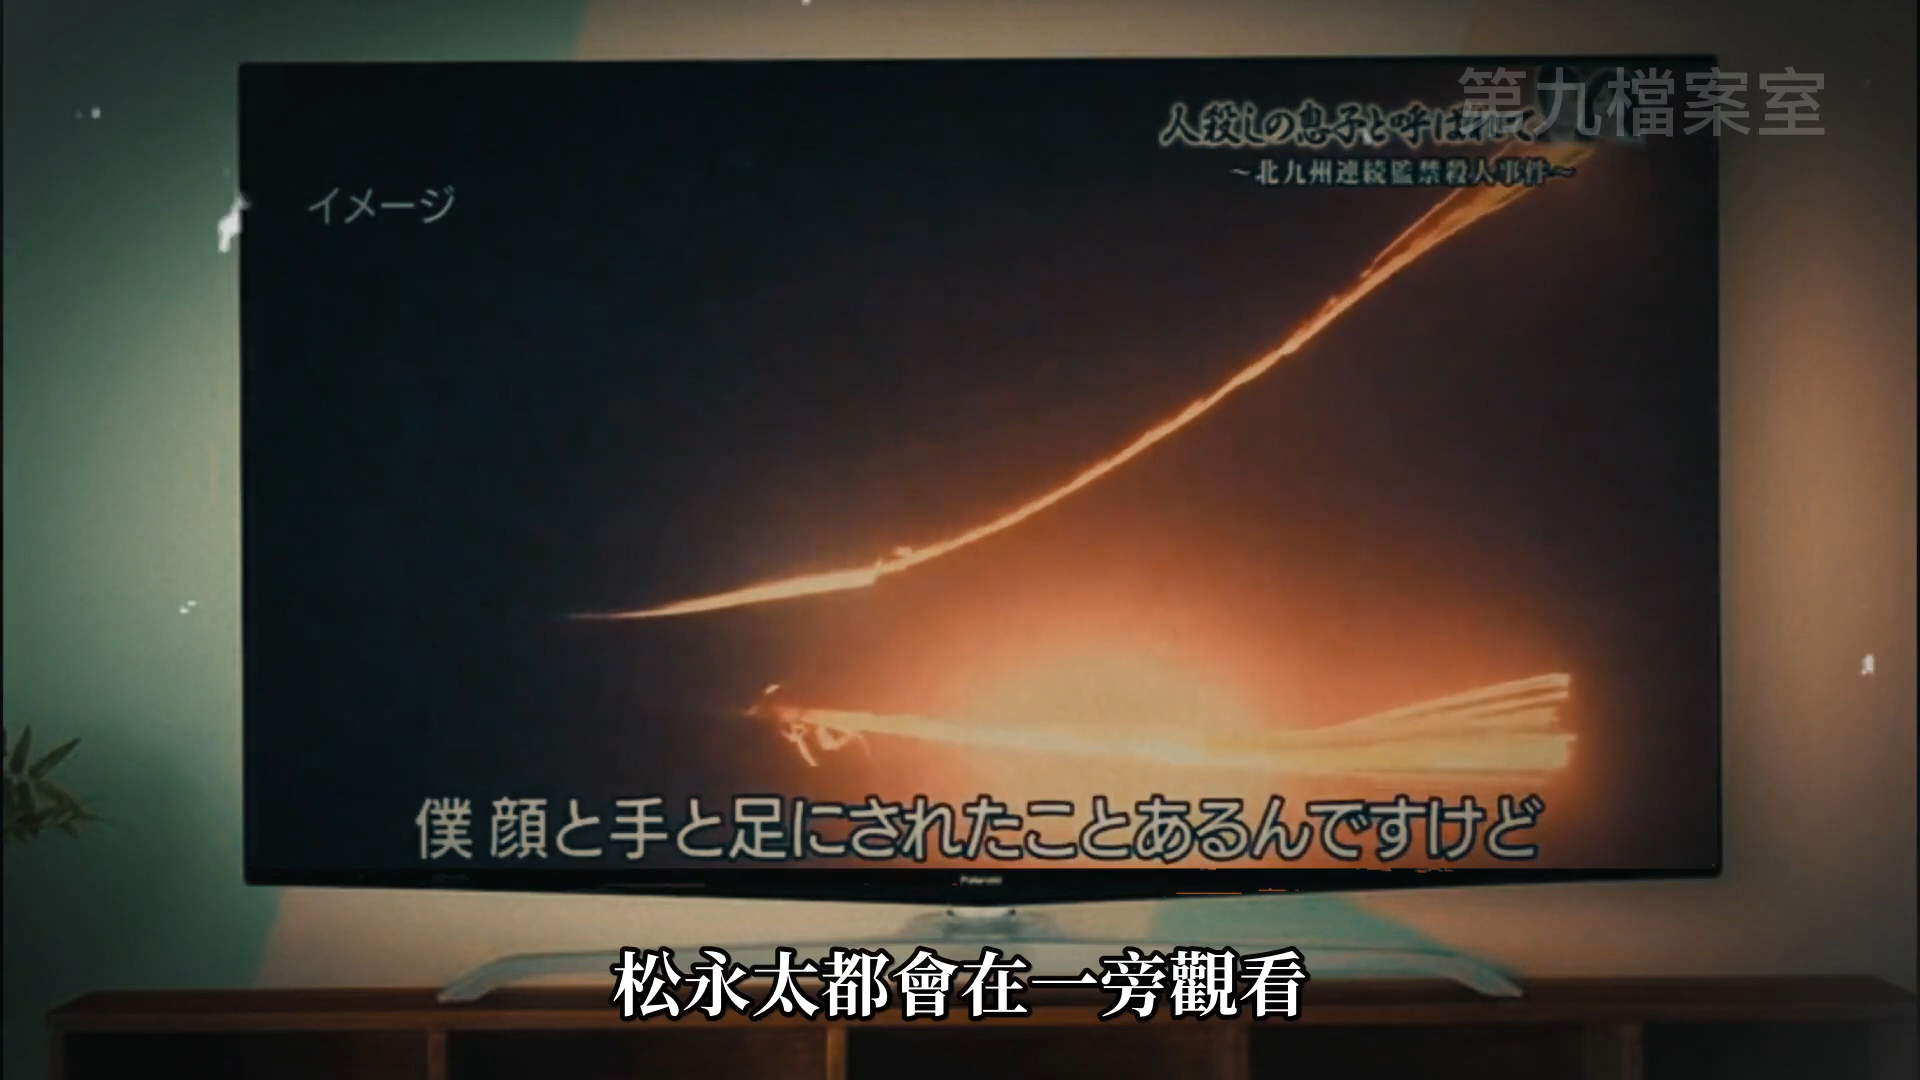 第九檔案室
人殺しの息子と呼ばれて
～北九州連続監禁殺人事件～
イメージ
僕 顔と手と足にされたことあるんですけど
Polaroid
松永太都會在一旁觀看